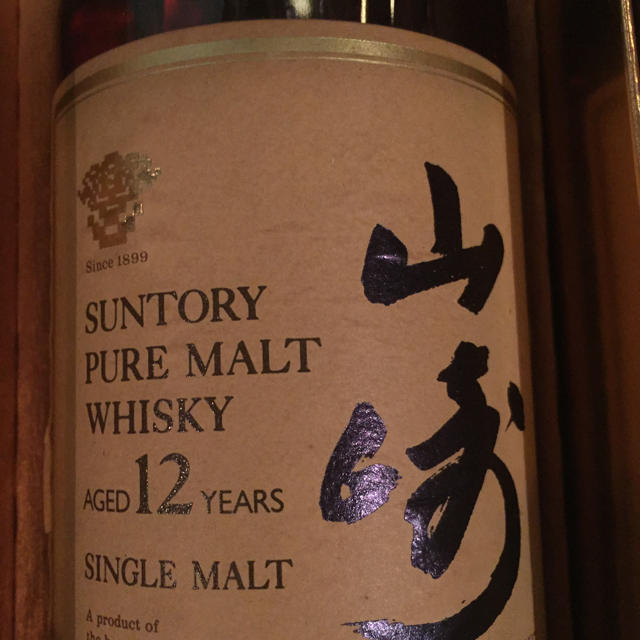 Since 1899
SUNTORY
PURE MALT
WHISKY
AGED 12 YEARS
SINGLE MALT
A product of
山崎